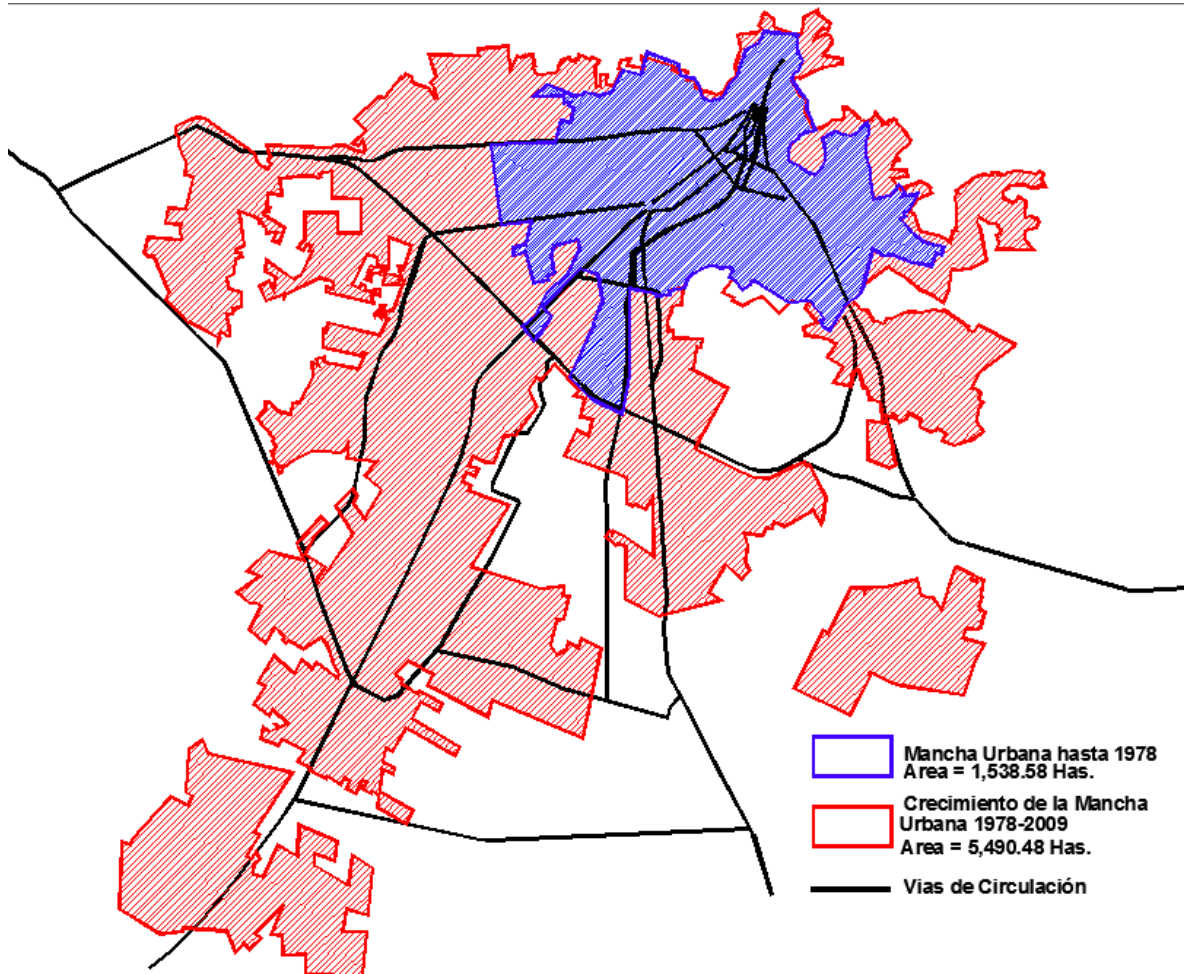 Mancha Urbana hasta 1978
Area = 1,538.58 Has.
Crecimiento de la Mancha
Urbana 1978-2009
Area = 5,490.48 Has.
Vias de Circulación